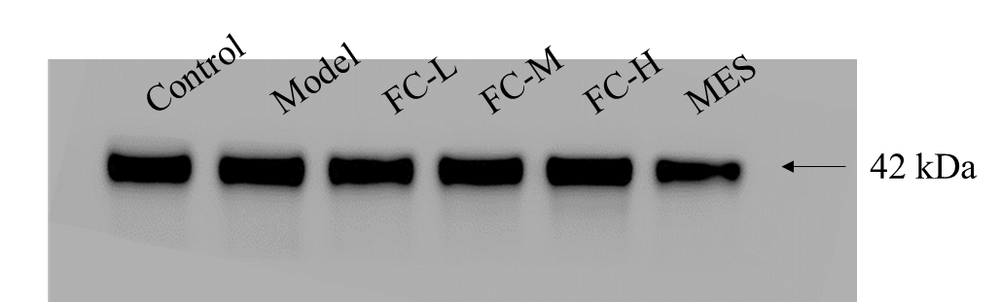 Control
Model
FC-L
FC-M
FC-H
MES
42 kDa